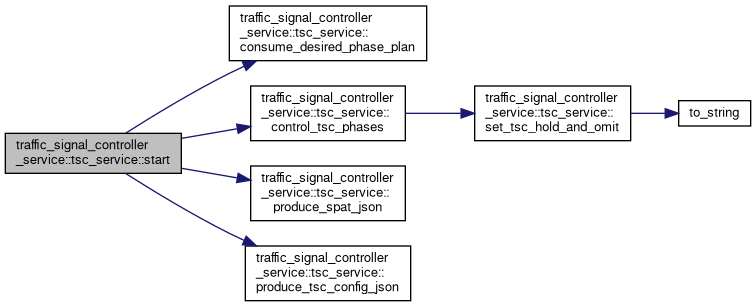 traffic_signal_controller
_service::tsc_service::
consume_desired_phase_plan
traffic_signal_controller
_service::tsc_service::
control_tsc_phases
traffic_signal_controller
_service::tsc_service::
set_tsc_hold_and_omit
to_string
traffic_signal_controller
_service::tsc_service::start
traffic_signal_controller
_service::tsc_service::
produce_spat_json
traffic_signal_controller
_service::tsc_service::
produce_tsc_config_json